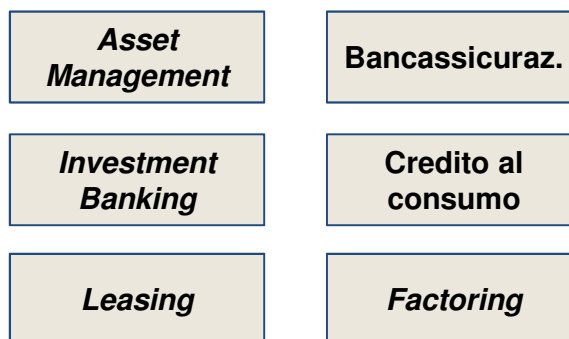 Asset
Management
Bancassicuraz.
Investment
Banking
Credito al
consumo
Leasing
Factoring